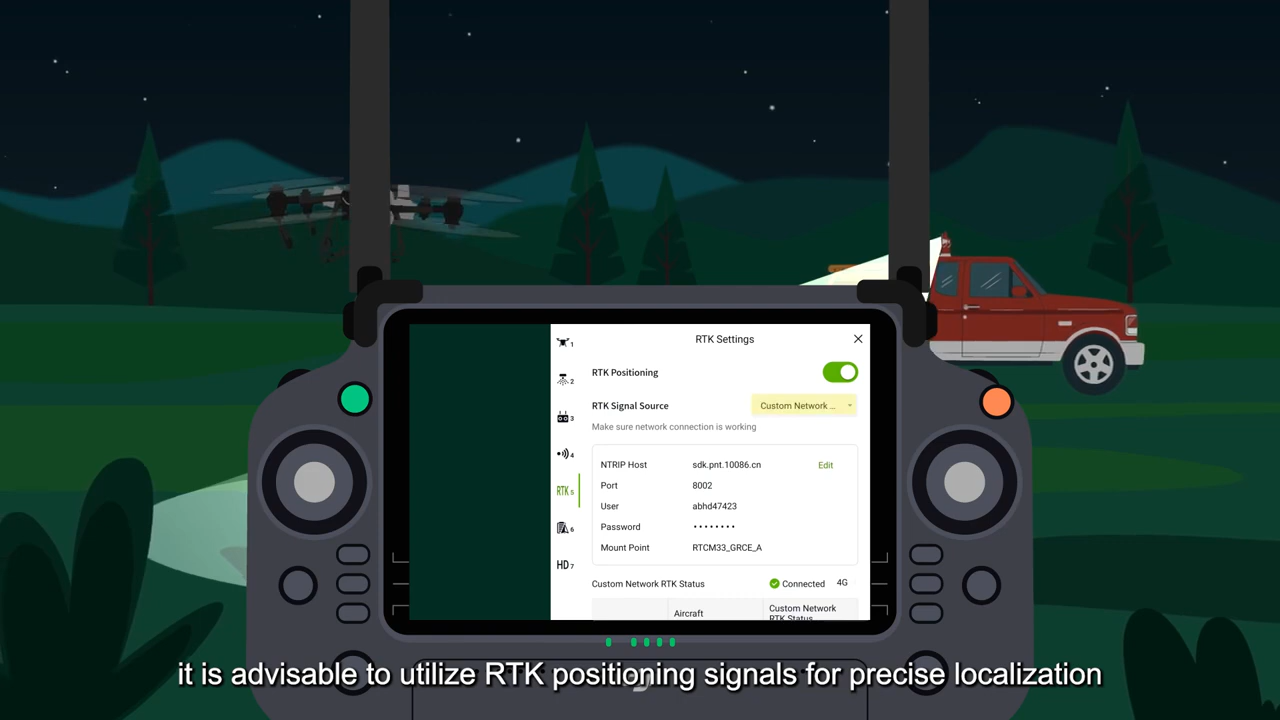 RTK Settings
1
RTK Positioning
2
RTK Signal Source
Custom Network ...
3
Make sure network connection is working
4
NTRIP Host sdk.pnt.10086.cn Edit
Port 8002
RTK 5
User abhd47423
Password ••••••••
6
Mount Point RTCM33_GRCE_A
HD 7
Custom Network RTK Status Connected 4G
Aircraft
Custom Network
RTK Status
it is advisable to utilize RTK positioning signals for precise localization